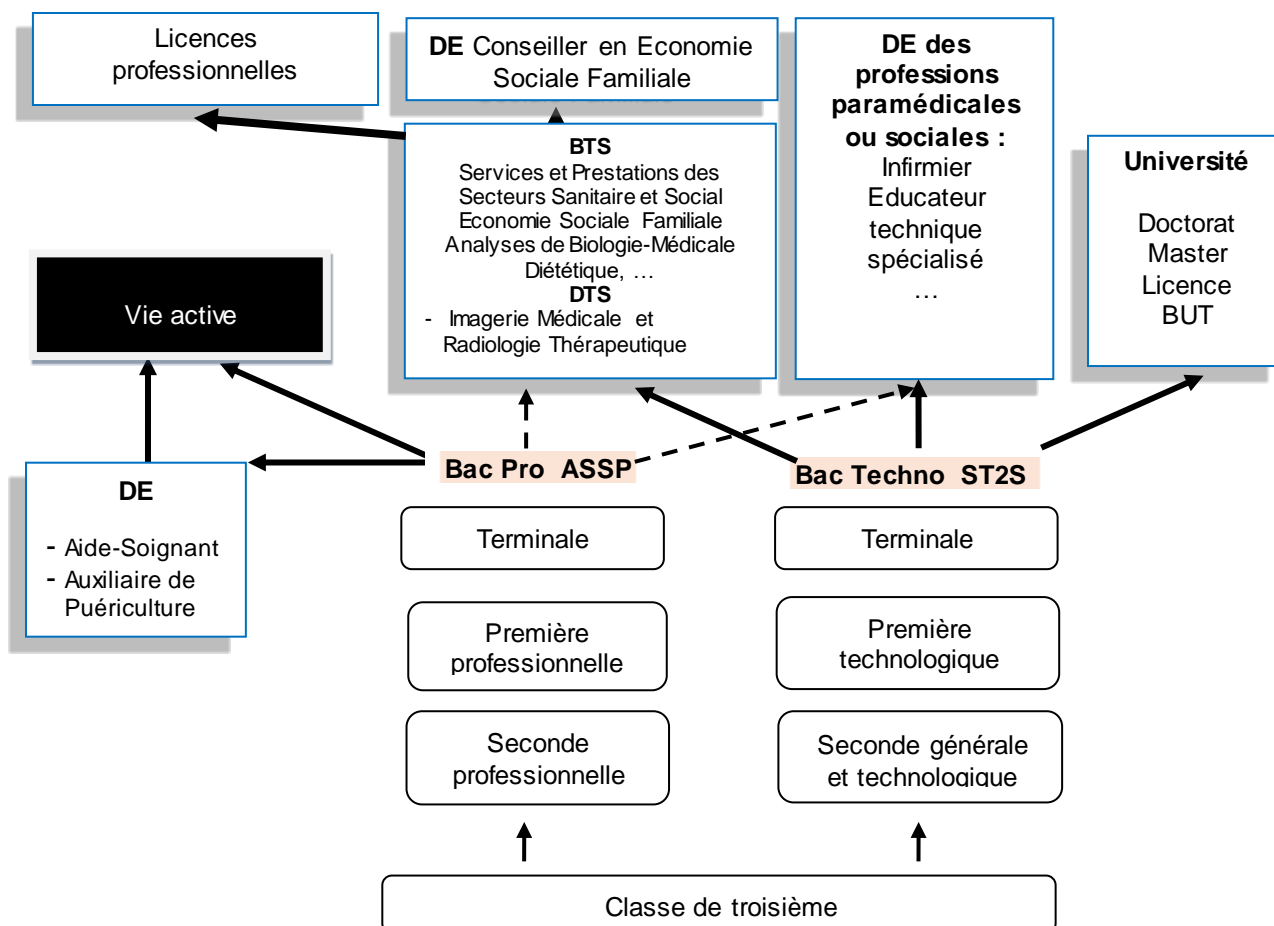 Licences
professionnelles
DE Conseiller en Economie
Sociale Familiale
DE des
professions
paramédicales
ou sociales :
Infirmier
Educateur
technique
spécialisé
…
Université
Doctorat
Master
Licence
BUT
BTS
Services et Prestations des
Secteurs Sanitaire et Social
Economie Sociale Familiale
Analyses de Biologie-Médicale
Diététique, …
DTS
- Imagerie Médicale et
Radiologie Thérapeutique
Vie active
DE
- Aide-Soignant
- Auxiliaire de
Puériculture
Bac Pro ASSP
Bac Techno ST2S
Terminale
Terminale
Première
professionnelle
Première
technologique
Seconde
professionnelle
Seconde générale
et technologique
Classe de troisième